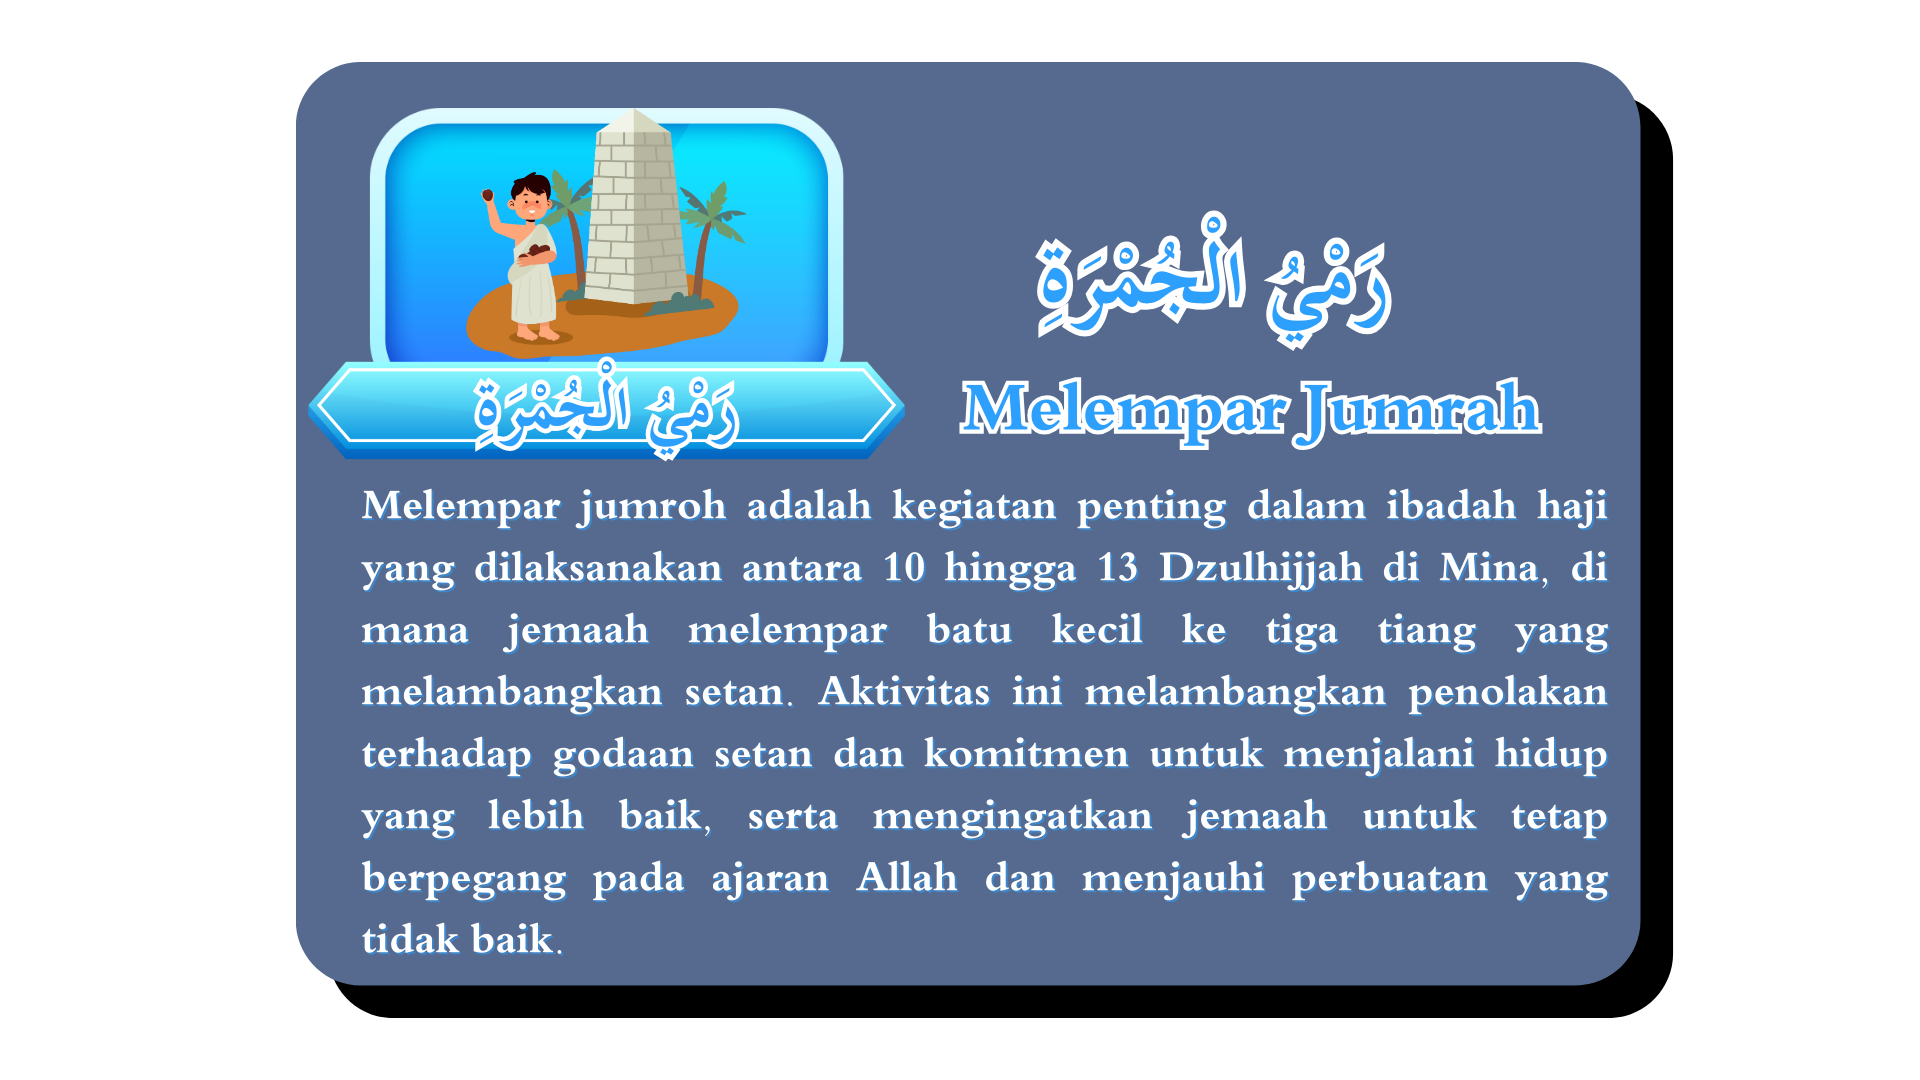 رَمْيُ الْجُمْرَةِ
رَمْيُ الْجُمْرَةِ
Melempar Jumrah
Melempar jumroh adalah kegiatan penting dalam ibadah haji
yang dilaksanakan antara 10 hingga 13 Dzulhijjah di Mina, di
mana jemaah melempar batu kecil ke tiga tiang yang
melambangkan setan. Aktivitas ini melambangkan penolakan
terhadap godaan setan dan komitmen untuk menjalani hidup
yang lebih baik, serta mengingatkan jemaah untuk tetap
berpegang pada ajaran Allah dan menjauhi perbuatan yang
tidak baik.